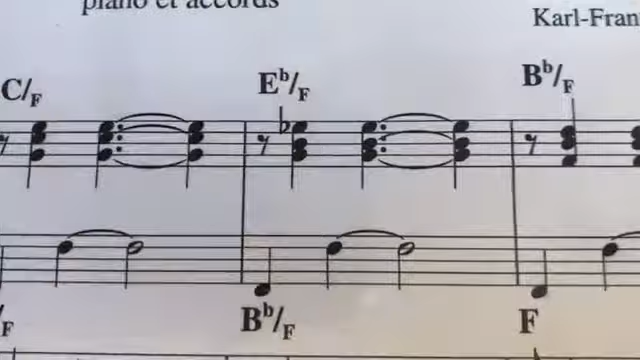 piano et accords
Karl-Fran
C/F E♭/F B♭/F
/F B♭/F F